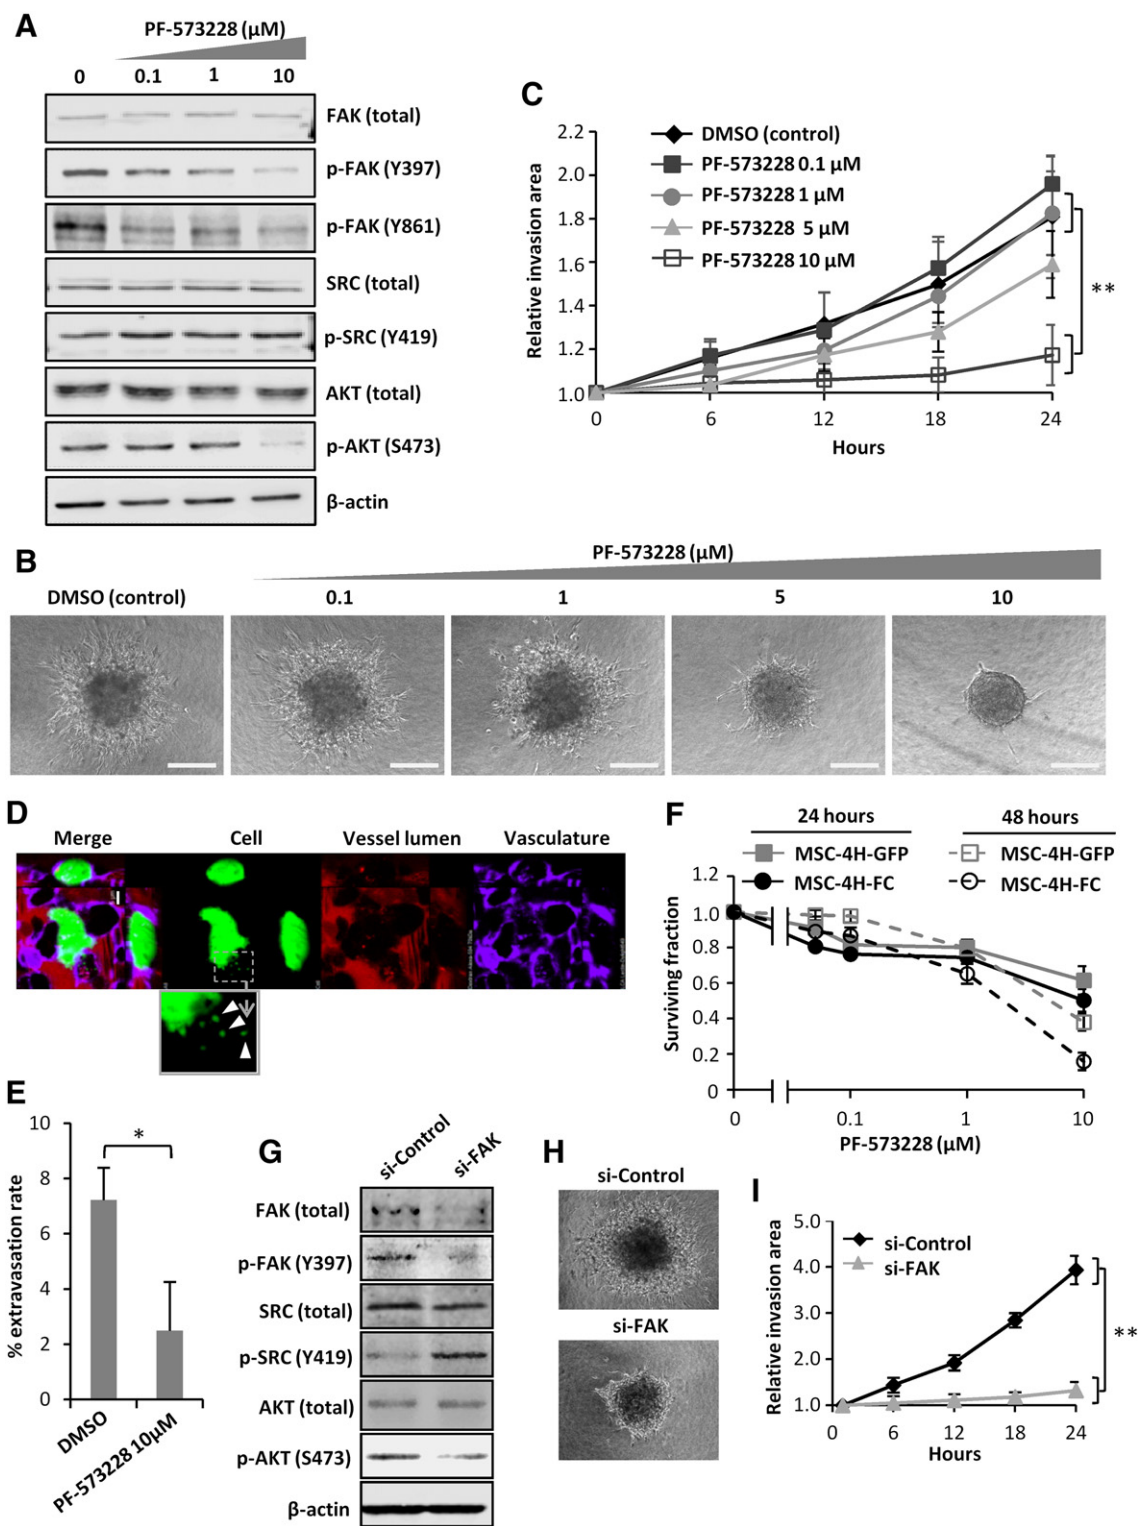 A
PF-573228 (μM)
0 0.1 1 10
FAK (total)
p-FAK (Y397)
p-FAK (Y861)
SRC (total)
p-SRC (Y419)
AKT (total)
p-AKT (S473)
β-actin
C
Relative invasion area
2.2
2.0
1.8
1.6
1.4
1.2
1.0
DMSO (control)
PF-573228 0.1 μM
PF-573228 1 μM
PF-573228 5 μM
PF-573228 10 μM
**
0 6 12 18 24
Hours
B
PF-573228 (μM)
DMSO (control) 0.1 1 5 10
D
Merge Cell Vessel lumen Vasculature
F
24 hours 48 hours
MSC-4H-GFP MSC-4H-GFP
MSC-4H-FC MSC-4H-FC
Surviving fraction
1.2
1.0
0.8
0.6
0.4
0.2
0
0 0.1 1 10
PF-573228 (μM)
E
% extravasation rate
10
8
6
4
2
0
*
DMSO
PF-573228 10μM
G
si-Control si-FAK
FAK (total)
p-FAK (Y397)
SRC (total)
p-SRC (Y419)
AKT (total)
p-AKT (S473)
β-actin
H
si-Control
si-FAK
I
Relative invasion area
5.0
4.0
3.0
2.0
1.0
si-Control
si-FAK
**
0 6 12 18 24
Hours